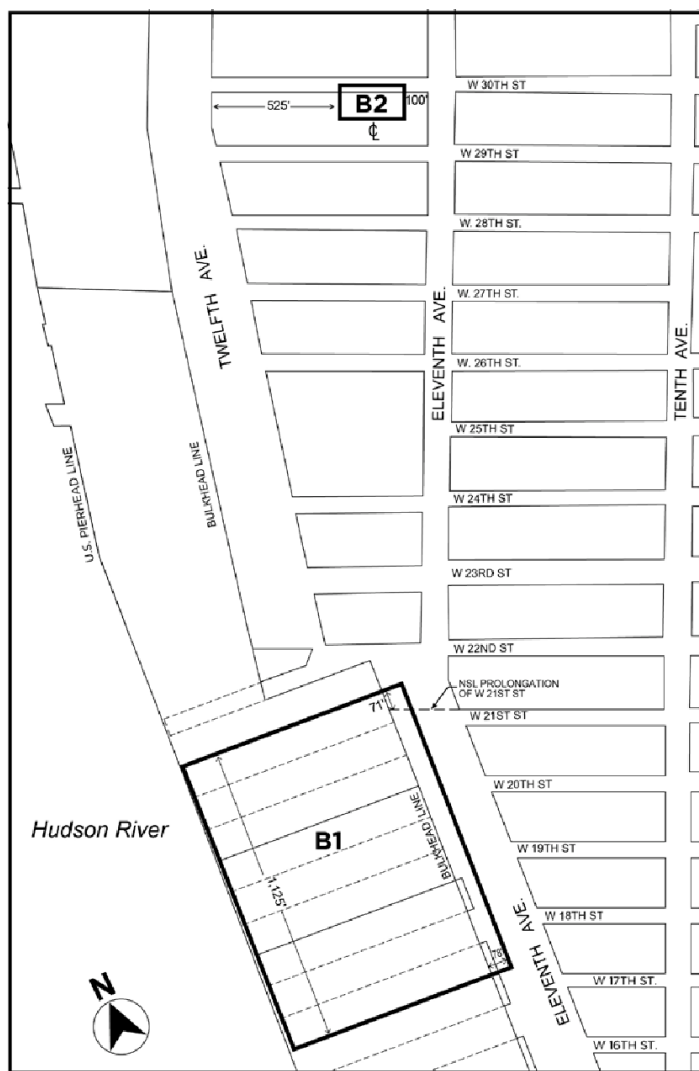 W 30TH ST
525'
B2
100'
℄
W 29TH ST
W. 28TH ST.
TWELFTH AVE.
W. 27TH ST.
ELEVENTH AVE.
TENTH AVE.
W. 26TH ST.
W 25TH ST
BULKHEAD LINE
U.S. PIERHEAD LINE
W 24TH ST
W 23RD ST
W 22ND ST
NSL PROLONGATION
OF W 21ST ST
71'
W 21ST ST
W 20TH ST
Hudson River
B1
BULKHEAD LINE
W 19TH ST
1,125'
W 18TH ST
ELEVENTH AVE.
78'
W 17TH ST.
N
W 16TH ST.